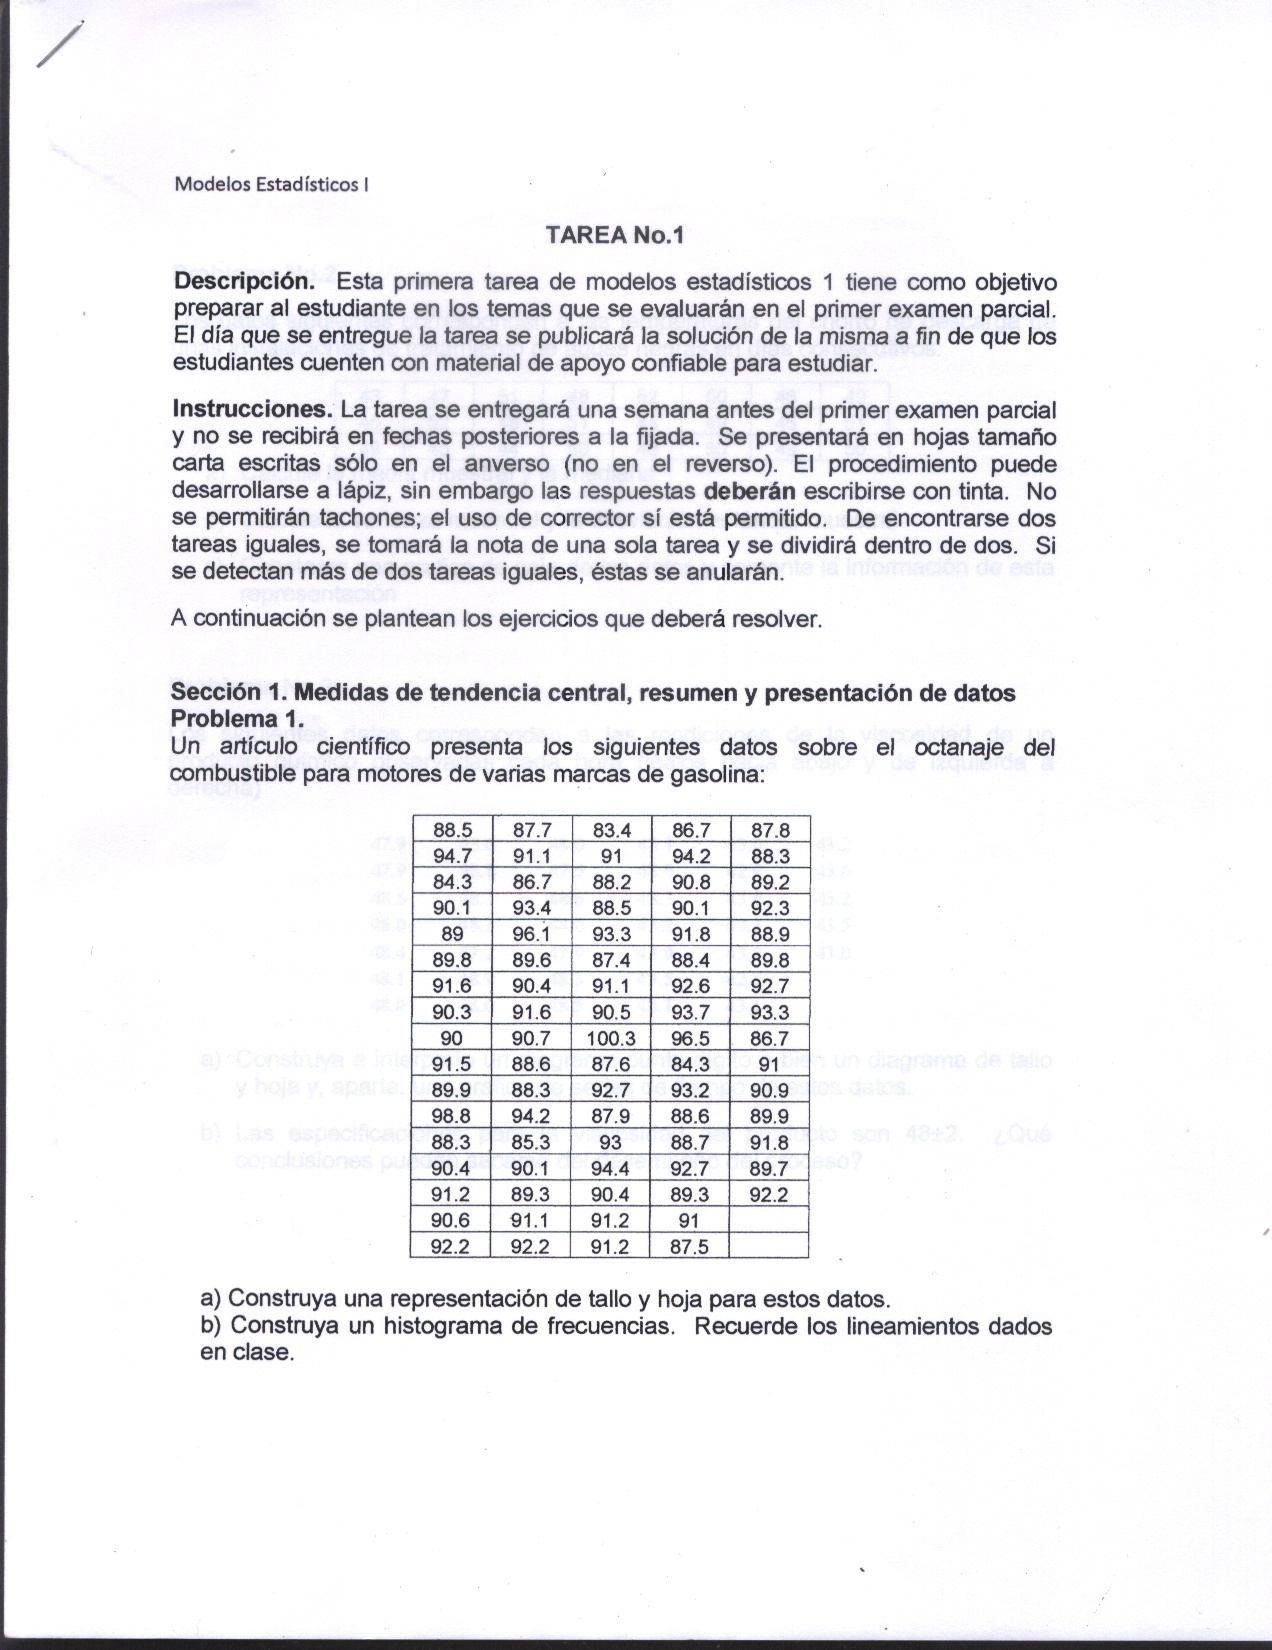 Modelos Estadísticos I
TAREA No.1
Descripción. Esta primera tarea de modelos estadísticos 1 tiene como objetivo
preparar al estudiante en los temas que se evaluarán en el primer examen parcial.
El día que se entregue la tarea se publicará la solución de la misma a fin de que los
estudiantes cuenten con material de apoyo confiable para estudiar.
Instrucciones. La tarea se entregará una semana antes del primer examen parcial
y no se recibirá en fechas posteriores a la fijada. Se presentará en hojas tamaño
carta escritas sólo en el anverso (no en el reverso). El procedimiento puede
desarrollarse a lápiz, sin embargo las respuestas deberán escribirse con tinta. No
se permitirán tachones; el uso de corrector sí está permitido. De encontrarse dos
tareas iguales, se tomará la nota de una sola tarea y se dividirá dentro de dos. Si
se detectan más de dos tareas iguales, éstas se anularán.
A continuación se plantean los ejercicios que deberá resolver.
Sección 1. Medidas de tendencia central, resumen y presentación de datos
Problema 1.
Un artículo científico presenta los siguientes datos sobre el octanaje del
combustible para motores de varias marcas de gasolina:
88.5 87.7 83.4 86.7 87.8
94.7 91.1 91 94.2 88.3
84.3 86.7 88.2 90.8 89.2
90.1 93.4 88.5 90.1 92.3
89 96.1 93.3 91.8 88.9
89.8 89.6 87.4 88.4 89.8
91.6 90.4 91.1 92.6 92.7
90.3 91.6 90.5 93.7 93.3
90 90.7 100.3 96.5 86.7
91.5 88.6 87.6 84.3 91
89.9 88.3 92.7 93.2 90.9
98.8 94.2 87.9 88.6 89.9
88.3 85.3 93 88.7 91.8
90.4 90.1 94.4 92.7 89.7
91.2 89.3 90.4 89.3 92.2
90.6 91.1 91.2 91
92.2 92.2 91.2 87.5
a) Construya una representación de tallo y hoja para estos datos.
b) Construya un histograma de frecuencias. Recuerde los lineamientos dados
en clase.